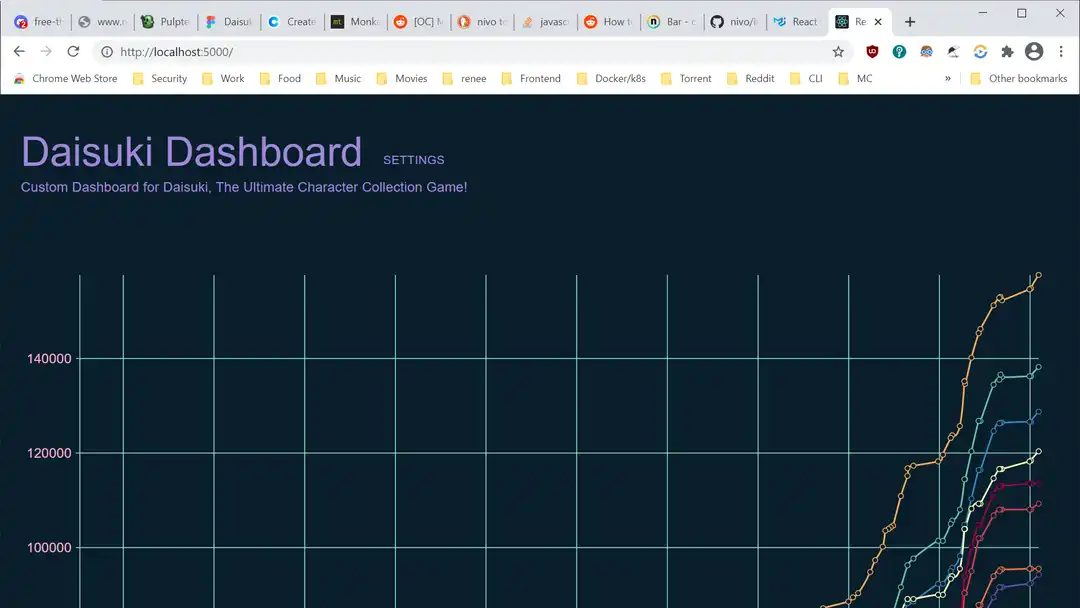 free-th
www.n
Pulpte
Daisuk
Create
Monke
[OC] M
nivo te
javasc
How t
Bar - c
nivo/i
React
Re
http://localhost:5000/
Chrome Web Store Security Work Food Music Movies renee Frontend Docker/k8s Torrent Reddit CLI MC » Other bookmarks
Daisuki Dashboard SETTINGS
Custom Dashboard for Daisuki, The Ultimate Character Collection Game!
140000
120000
100000